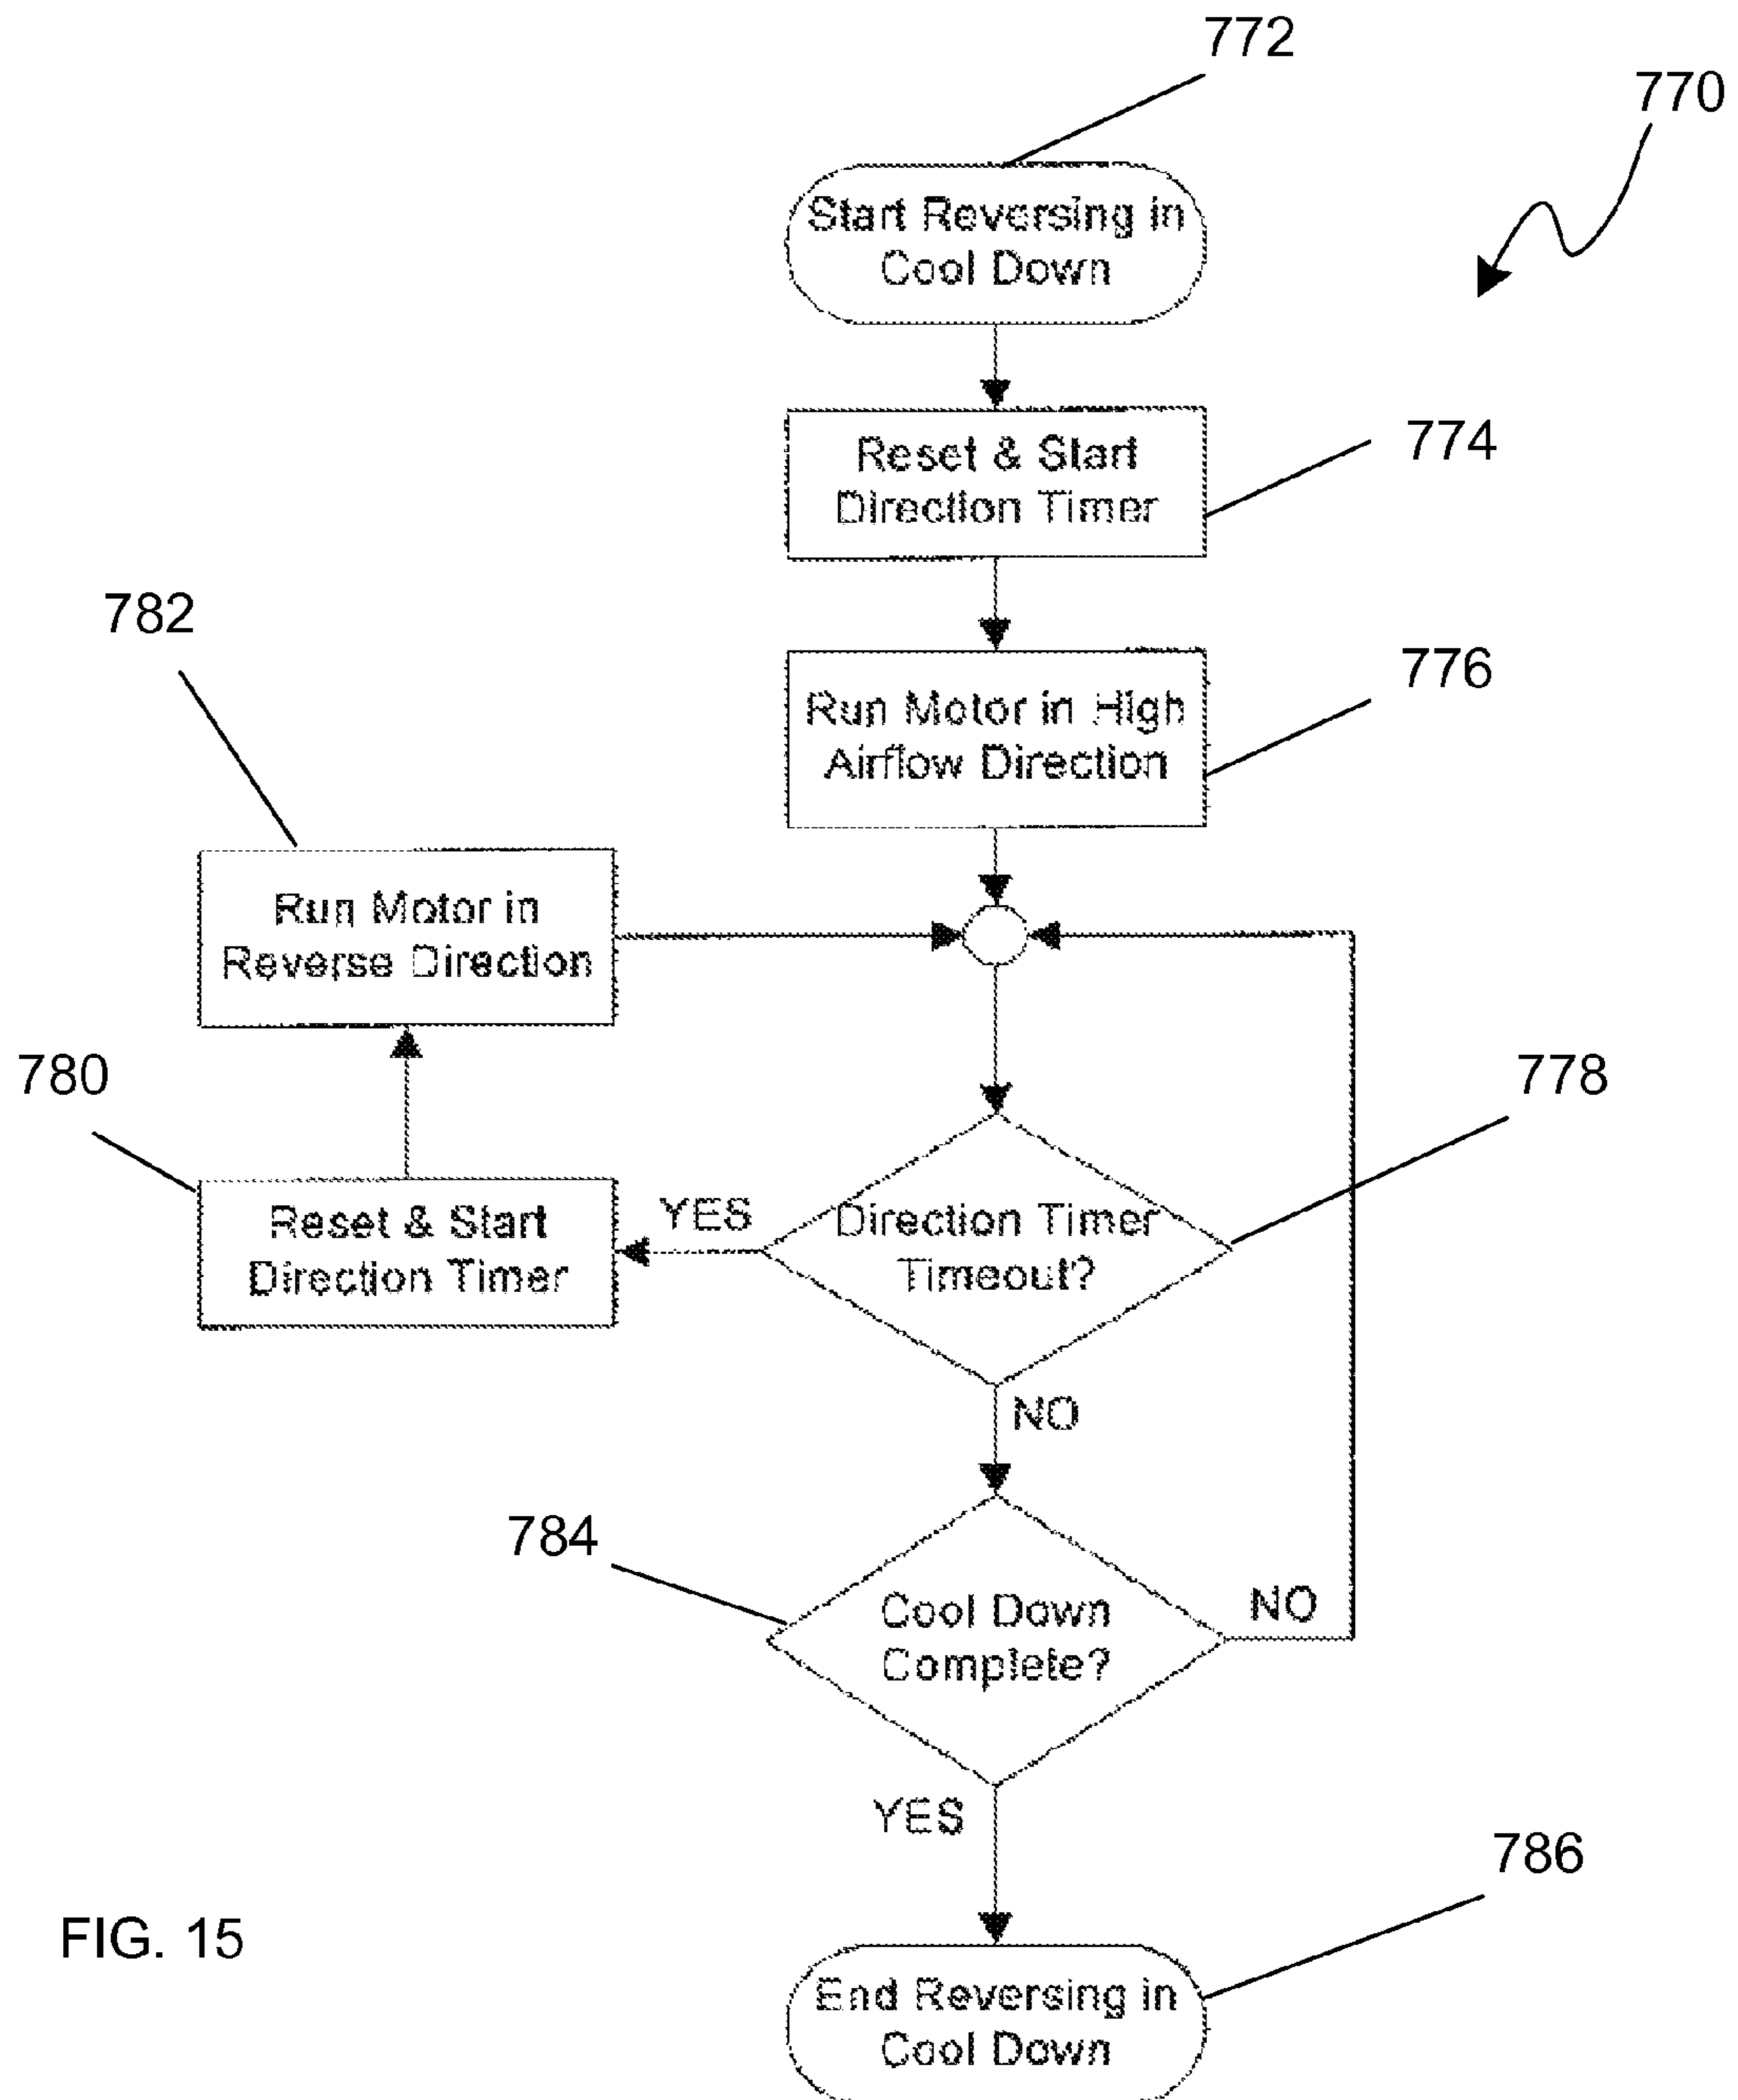 772
770
Start Reversing in
Cool Down
Reset & Start
Direction Timer
774
782
Run Motor in High
Airflow Direction
776
Run Motor in
Reverse Direction
780
778
Reset & Start
Direction Timer
YES
Direction Timer
Timeout?
NO
784
Cool Down
Complete?
NO
YES
786
FIG. 15
End Reversing in
Cool Down